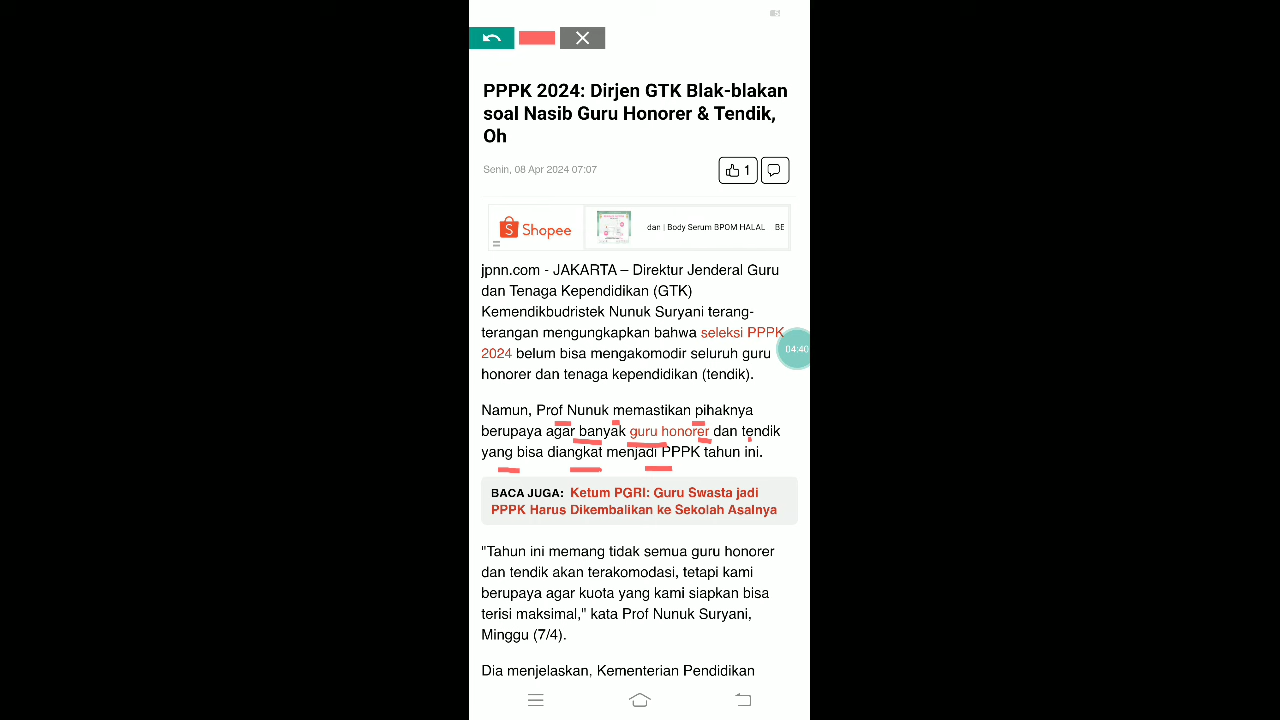 PPPK 2024: Dirjen GTK Blak-blakan
soal Nasib Guru Honorer & Tendik,
Oh
Senin, 08 Apr 2024 07:07
1
Shopee
dan | Body Serum BPOM HALAL BE
jpnn.com - JAKARTA – Direktur Jenderal Guru
dan Tenaga Kependidikan (GTK)
Kemendikbudristek Nunuk Suryani terang-
terangan mengungkapkan bahwa seleksi PPPK
2024 belum bisa mengakomodir seluruh guru
04:40
honorer dan tenaga kependidikan (tendik).
Namun, Prof Nunuk memastikan pihaknya
berupaya agar banyak guru honorer dan tendik
yang bisa diangkat menjadi PPPK tahun ini.
BACA JUGA: Ketum PGRI: Guru Swasta jadi
PPPK Harus Dikembalikan ke Sekolah Asalnya
"Tahun ini memang tidak semua guru honorer
dan tendik akan terakomodasi, tetapi kami
berupaya agar kuota yang kami siapkan bisa
terisi maksimal," kata Prof Nunuk Suryani,
Minggu (7/4).
Dia menjelaskan, Kementerian Pendidikan